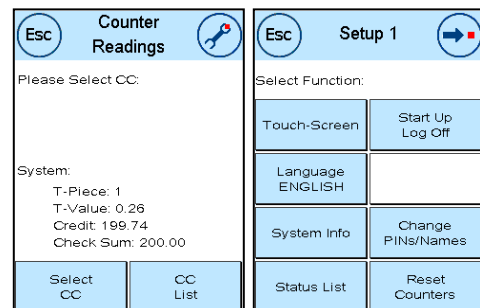 Esc
Counter
Readings
Please Select CC:
System:
T-Piece: 1
T-Value: 0.26
Credit: 199.74
Check Sum: 200.00
Select
CC
CC
List
Esc
Setup 1
Select Function:
Touch-Screen
Start Up
Log Off
Language
ENGLISH
System Info
Change
PINs/Names
Status List
Reset
Counters